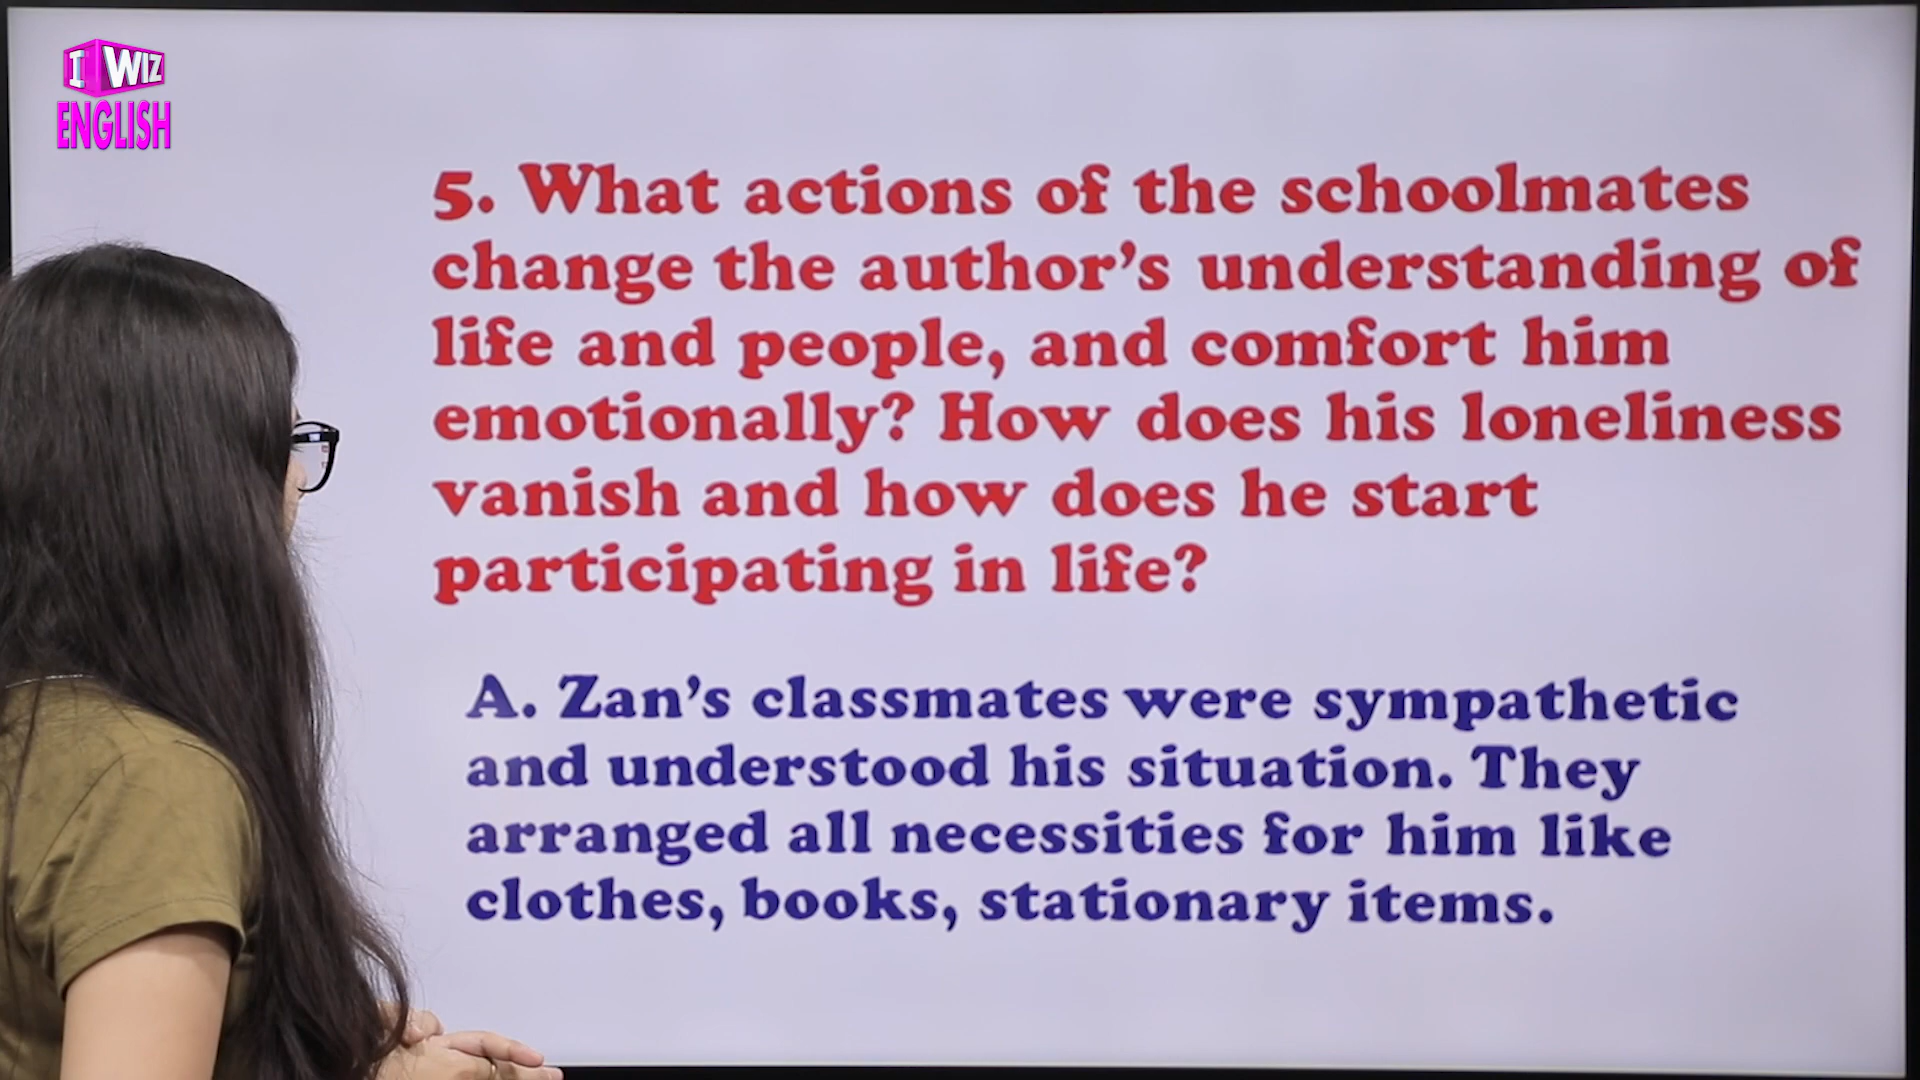 I WIZ
ENGLISH
5. What actions of the schoolmates
change the author’s understanding of
life and people, and comfort him
emotionally? How does his loneliness
vanish and how does he start
participating in life?
A. Zan’s classmates were sympathetic
and understood his situation. They
arranged all necessities for him like
clothes, books, stationary items.